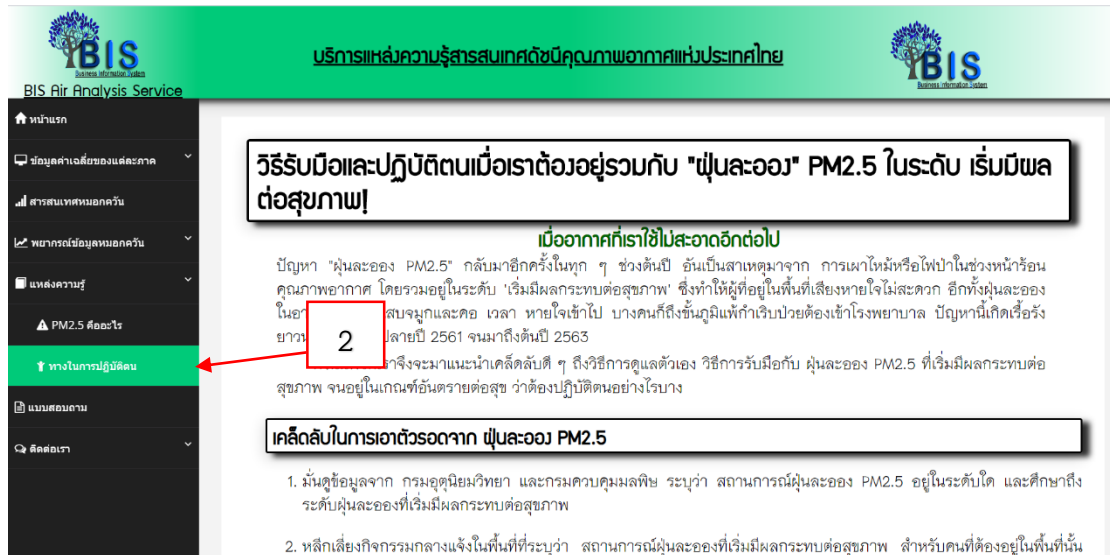 BIS
Business Information System
BIS Air Analysis Service
บริการแหล่งความรู้สารสนเทศดัชนีคุณภาพอากาศแห่งประเทศไทย
BIS
Business Information System
หน้าแรก
ข้อมูลค่าเฉลี่ยของแต่ละภาค
สารสนเทศหมอกควัน
พยากรณ์ข้อมูลหมอกควัน
แหล่งความรู้
PM2.5 คืออะไร
ทางในการปฏิบัติตน
แบบสอบถาม
ติดต่อเรา
วิธีรับมือและปฏิบัติตนเมื่อเราต้องอยู่รวมกับ "ฝุ่นละออง" PM2.5 ในระดับ เริ่มมีผล
ต่อสุขภาพ!
เมื่ออากาศที่เราใช้ไม่สะอาดอีกต่อไป
ปัญหา "ฝุ่นละออง PM2.5" กลับมาอีกครั้งในทุก ๆ ช่วงต้นปี อันเป็นสาเหตุมาจาก การเผาไหม้หรือไฟป่าในช่วงหน้าร้อน
คุณภาพอากาศ โดยรวมอยู่ในระดับ 'เริ่มมีผลกระทบต่อสุขภาพ' ซึ่งทำให้ผู้ที่อยู่ในพื้นที่เสี่ยงหายใจไม่สะดวก อีกทั้งฝุ่นละออง
ในอา สบจมูกและคอ เวลา หายใจเข้าไป บางคนก็ถึงขั้นภูมิแพ้กำเริบป่วยต้องเข้าโรงพยาบาล ปัญหานี้เกิดเรื้อรัง
ยาว ปลายปี 2561 จนมาถึงต้นปี 2563
2
ราจึงจะมาแนะนำเคล็ดลับดี ๆ ถึงวิธีการดูแลตัวเอง วิธีการรับมือกับ ฝุ่นละออง PM2.5 ที่เริ่มมีผลกระทบต่อ
สุขภาพ จนอยู่ในเกณฑ์อันตรายต่อสุข ว่าต้องปฏิบัติตนอย่างไรบาง
เคล็ดลับในการเอาตัวรอดจาก ฝุ่นละออง PM2.5
1. มั่นดูข้อมูลจาก กรมอุตุนิยมวิทยา และกรมควบคุมมลพิษ ระบุว่า สถานการณ์ฝุ่นละออง PM2.5 อยู่ในระดับใด และศึกษาถึง
ระดับฝุ่นละอองที่เริ่มมีผลกระทบต่อสุขภาพ
2. หลีกเลี่ยงกิจกรรมกลางแจ้งในพื้นที่ที่ระบุว่า สถานการณ์ฝุ่นละอองที่เริ่มมีผลกระทบต่อสุขภาพ สำหรับคนที่ต้องอยู่ในพื้นที่นั้น